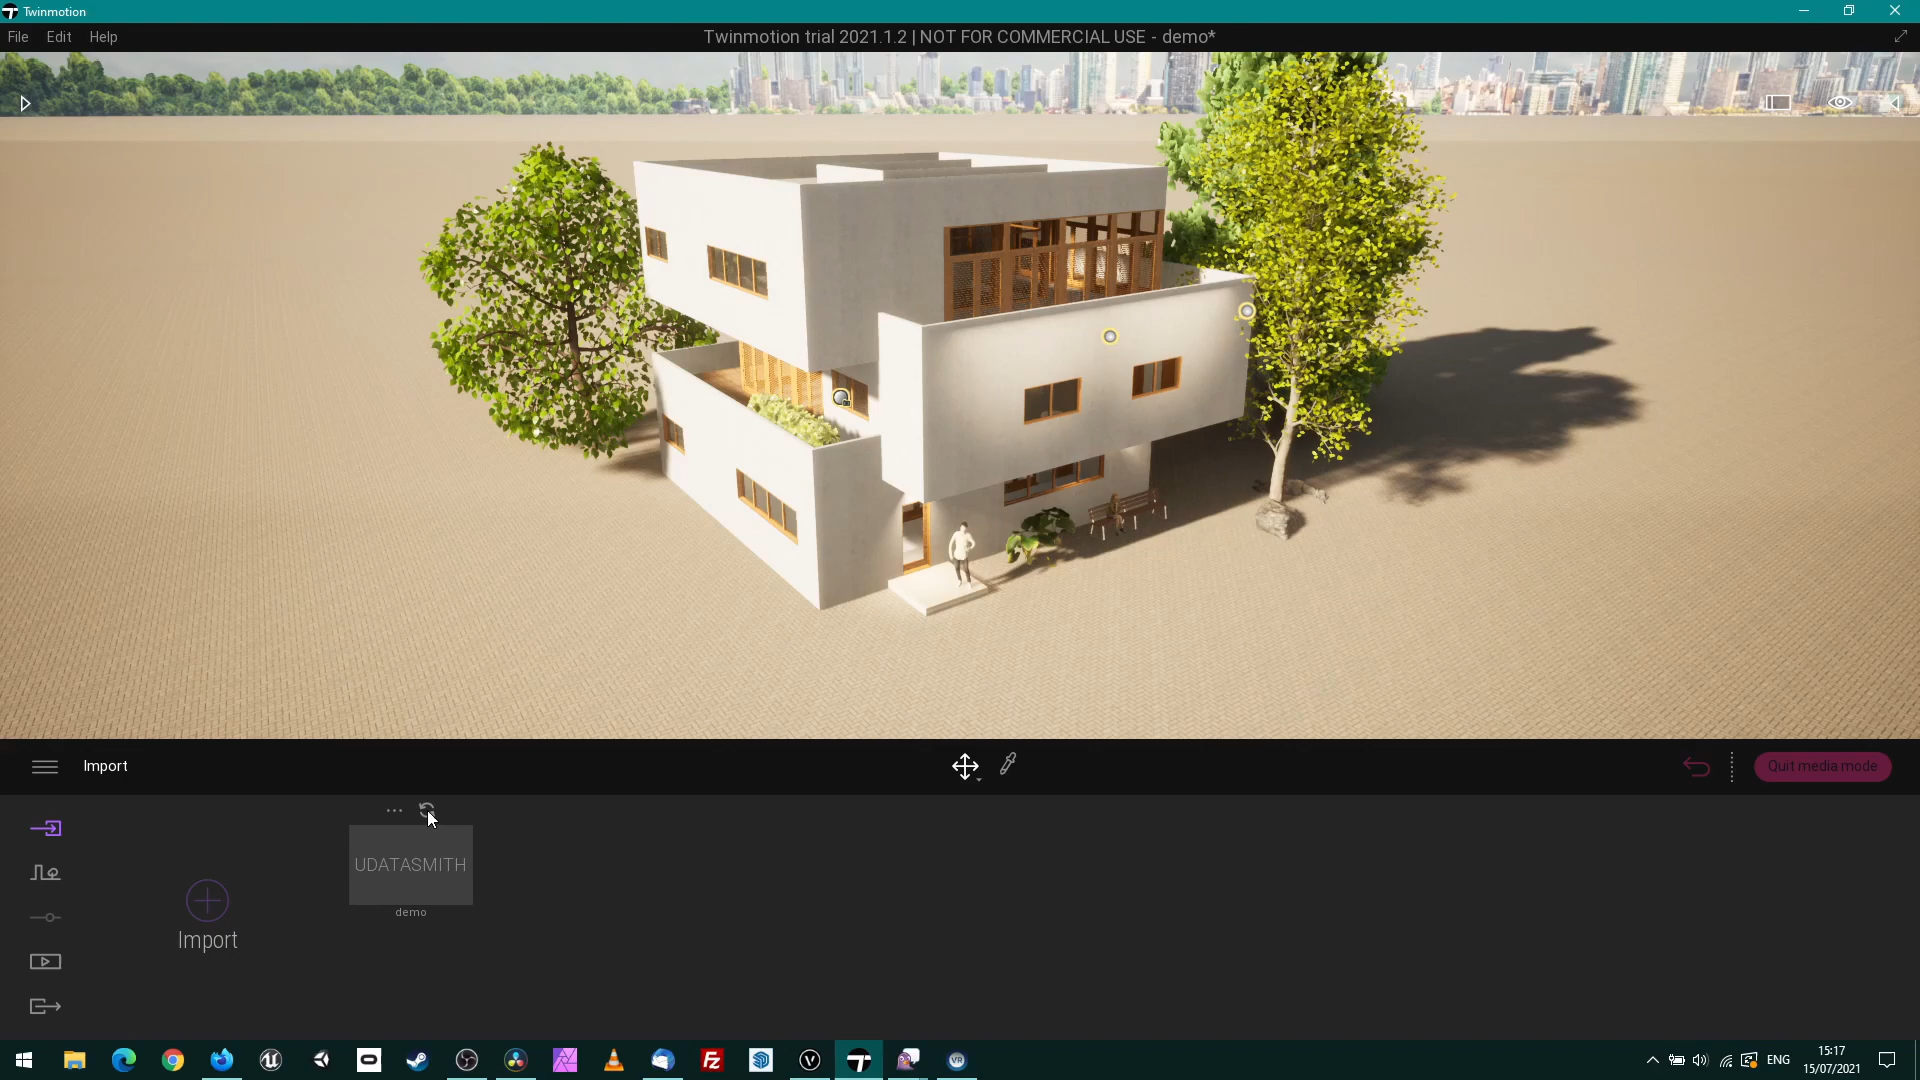 Twinmotion
File Edit Help
Twinmotion trial 2021.1.2 | NOT FOR COMMERCIAL USE - demo*
Import
Quit media mode
UDATASMITH
demo
Import
ENG
15:17
15/07/2021